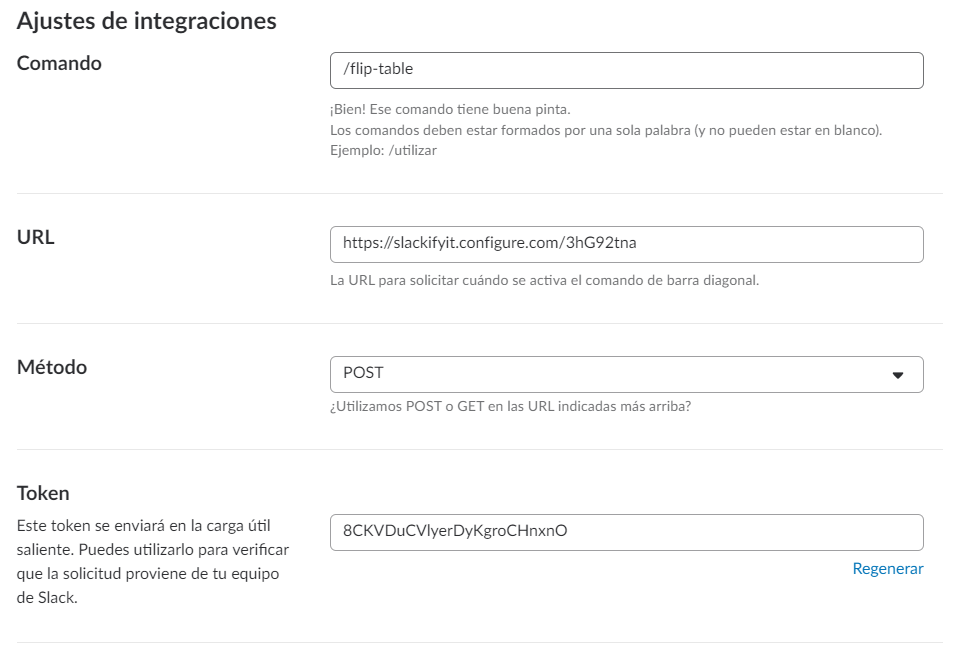 Ajustes de integraciones
Comando
/flip-table
¡Bien! Ese comando tiene buena pinta.
Los comandos deben estar formados por una sola palabra (y no pueden estar en blanco).
Ejemplo: /utilizar
URL
https://slackifyit.configure.com/3hG92tna
La URL para solicitar cuándo se activa el comando de barra diagonal.
Método
POST
¿Utilizamos POST o GET en las URL indicadas más arriba?
Token
Este token se enviará en la carga útil
saliente. Puedes utilizarlo para verificar
que la solicitud proviene de tu equipo
de Slack.
8CKVDuCVlyerDyKgroCHnxnO
Regenerar